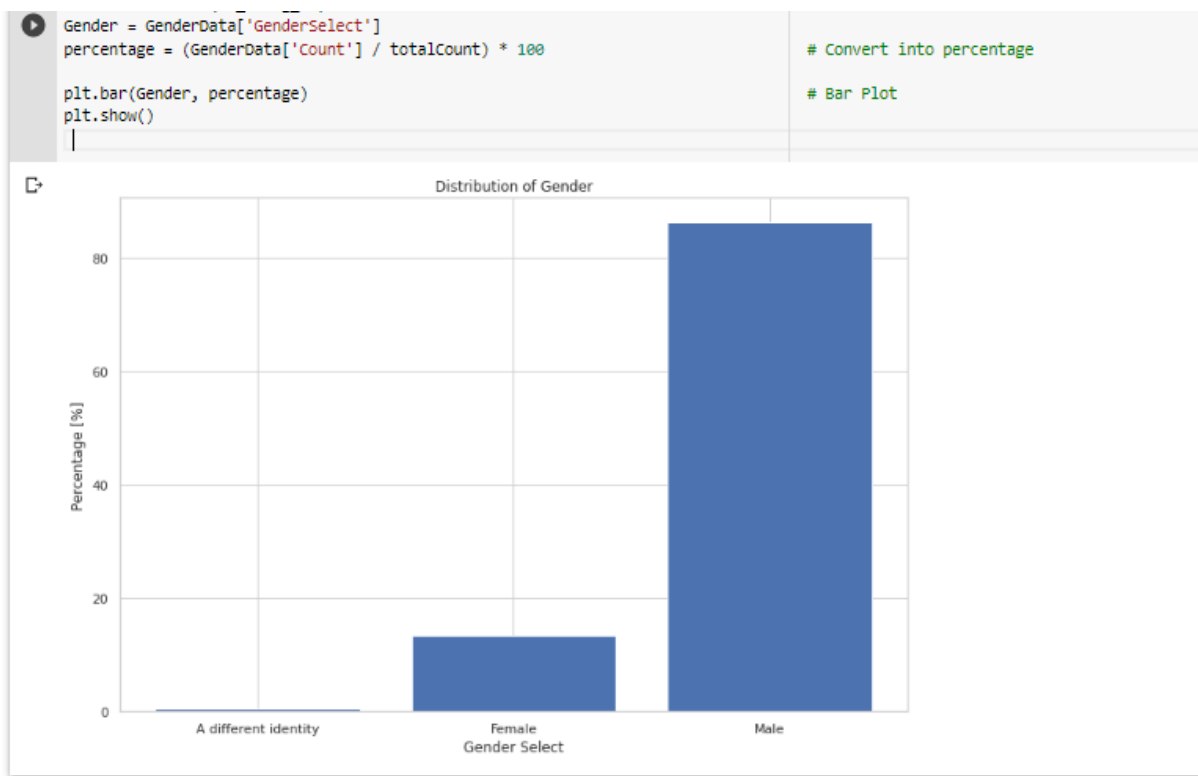 Gender = GenderData['GenderSelect']
percentage = (GenderData['Count'] / totalCount) * 100 # Convert into percentage
plt.bar(Gender, percentage) # Bar Plot
plt.show()
Distribution of Gender
80
60
40
20
0
Percentage [%]
A different identity Female Male
Gender Select